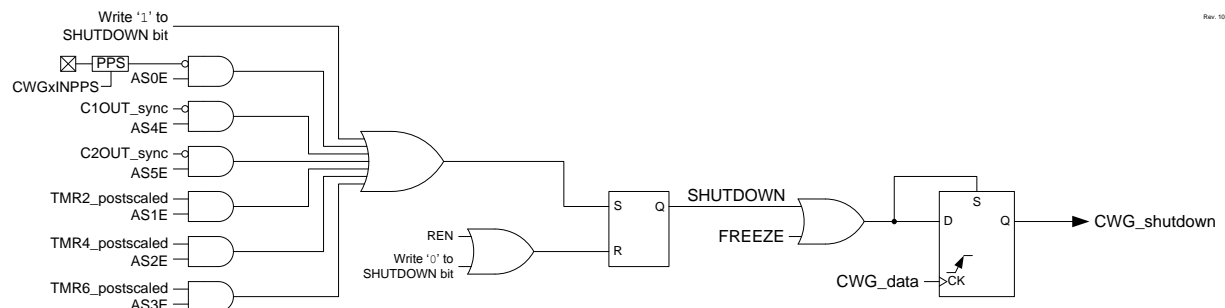 Rev. 10
Write '1' to
SHUTDOWN bit
PPS
CWGxINPPS
AS0E
C1OUT_sync
AS4E
C2OUT_sync
AS5E
TMR2_postscaled
AS1E
TMR4_postscaled
AS2E
TMR6_postscaled
AS3E
REN
Write '0' to
SHUTDOWN bit
S
Q
R
SHUTDOWN
FREEZE
S
D
Q
CWG_data
CK
CWG_shutdown